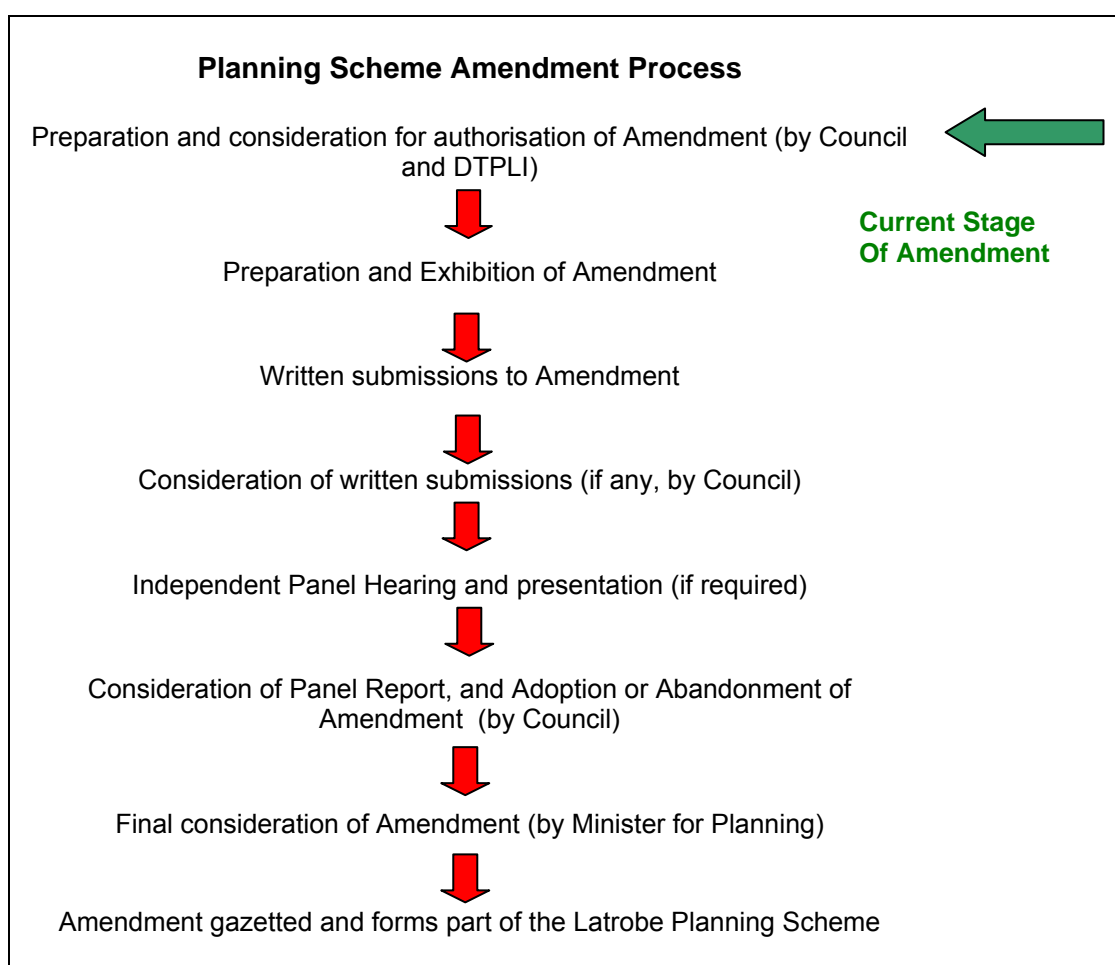 Planning Scheme Amendment Process
Preparation and consideration for authorisation of Amendment (by Council
and DTPLI)
Current Stage
Of Amendment
Preparation and Exhibition of Amendment
Written submissions to Amendment
Consideration of written submissions (if any, by Council)
Independent Panel Hearing and presentation (if required)
Consideration of Panel Report, and Adoption or Abandonment of
Amendment (by Council)
Final consideration of Amendment (by Minister for Planning)
Amendment gazetted and forms part of the Latrobe Planning Scheme